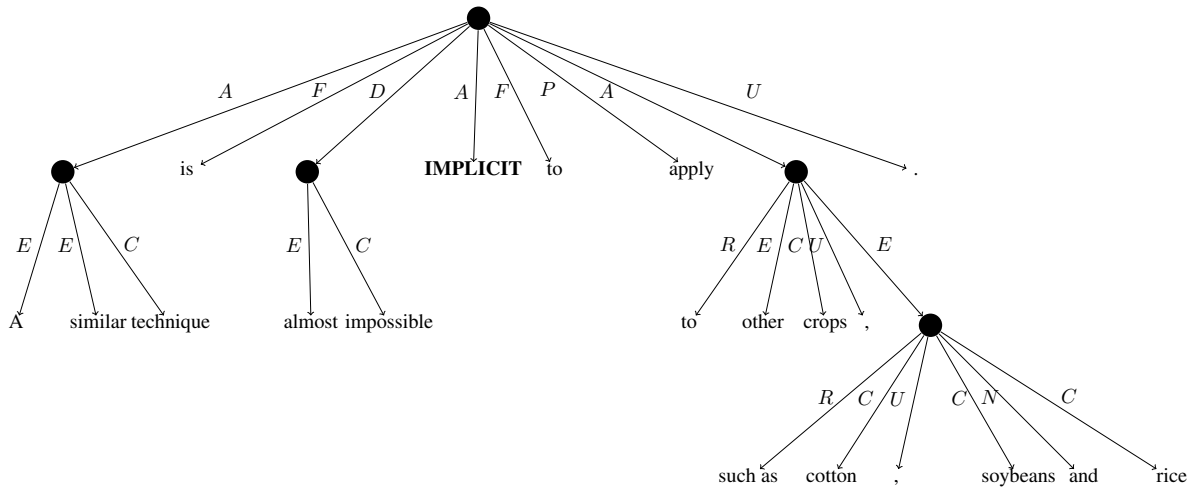 A F D A F P A U
is IMPLICIT to apply .
E E C E C R E C U E
A similar technique almost impossible to other crops ,
R C U C N C
such as cotton , soybeans and rice